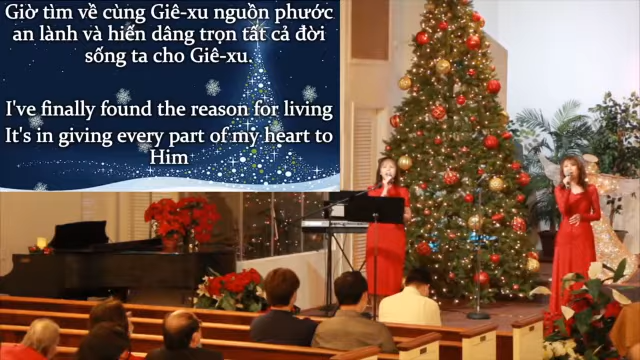 Giờ tìm về cùng Giê-xu nguồn phước
an lành và hiến dâng trọn tất cả đời
sống ta cho Giê-xu.
I've finally found the reason for living
It's in giving every part of my heart to
Him